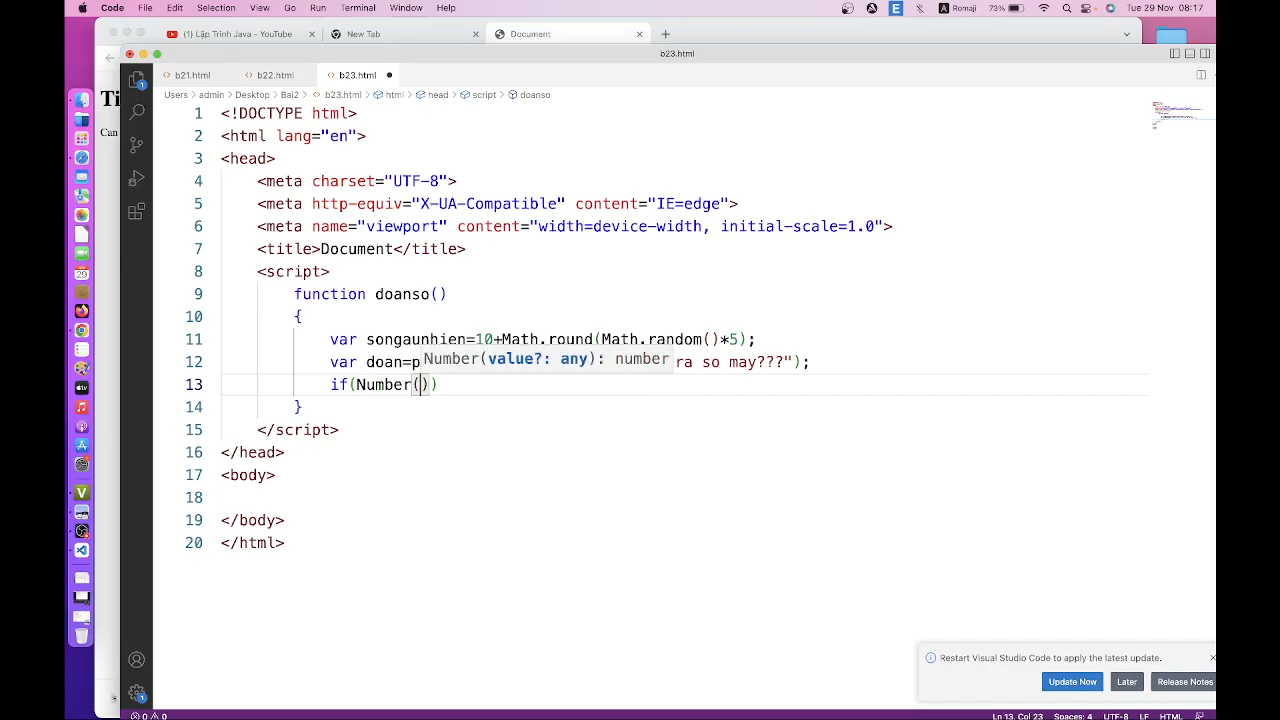 Code File Edit Selection View Go Run Terminal Window Help E A Romaji 73% Tue 29 Nov 08:17
(1) Lập Trình Java - YouTube × New Tab × Document × +
b23.html
b21.html b22.html b23.html
Users > admin > Desktop > Bai2 > b23.html > html > head > script > doanso
Ti
Can
1 <!DOCTYPE html>
2 <html lang="en">
3 <head>
4 <meta charset="UTF-8">
5 <meta http-equiv="X-UA-Compatible" content="IE=edge">
6 <meta name="viewport" content="width=device-width, initial-scale=1.0">
7 <title>Document</title>
8 <script>
9 function doanso()
10 {
11 var songaunhien=10+Math.round(Math.random()*5);
12 var doan=p ra so may???");
Number(value?: any): number
13 if(Number())
14 }
15 </script>
16 </head>
17 <body>
18
19 </body>
20 </html>
Restart Visual Studio Code to apply the latest update.
Update Now Later Release Notes
0 0 Ln 13, Col 23 Spaces: 4 UTF-8 LF HTML